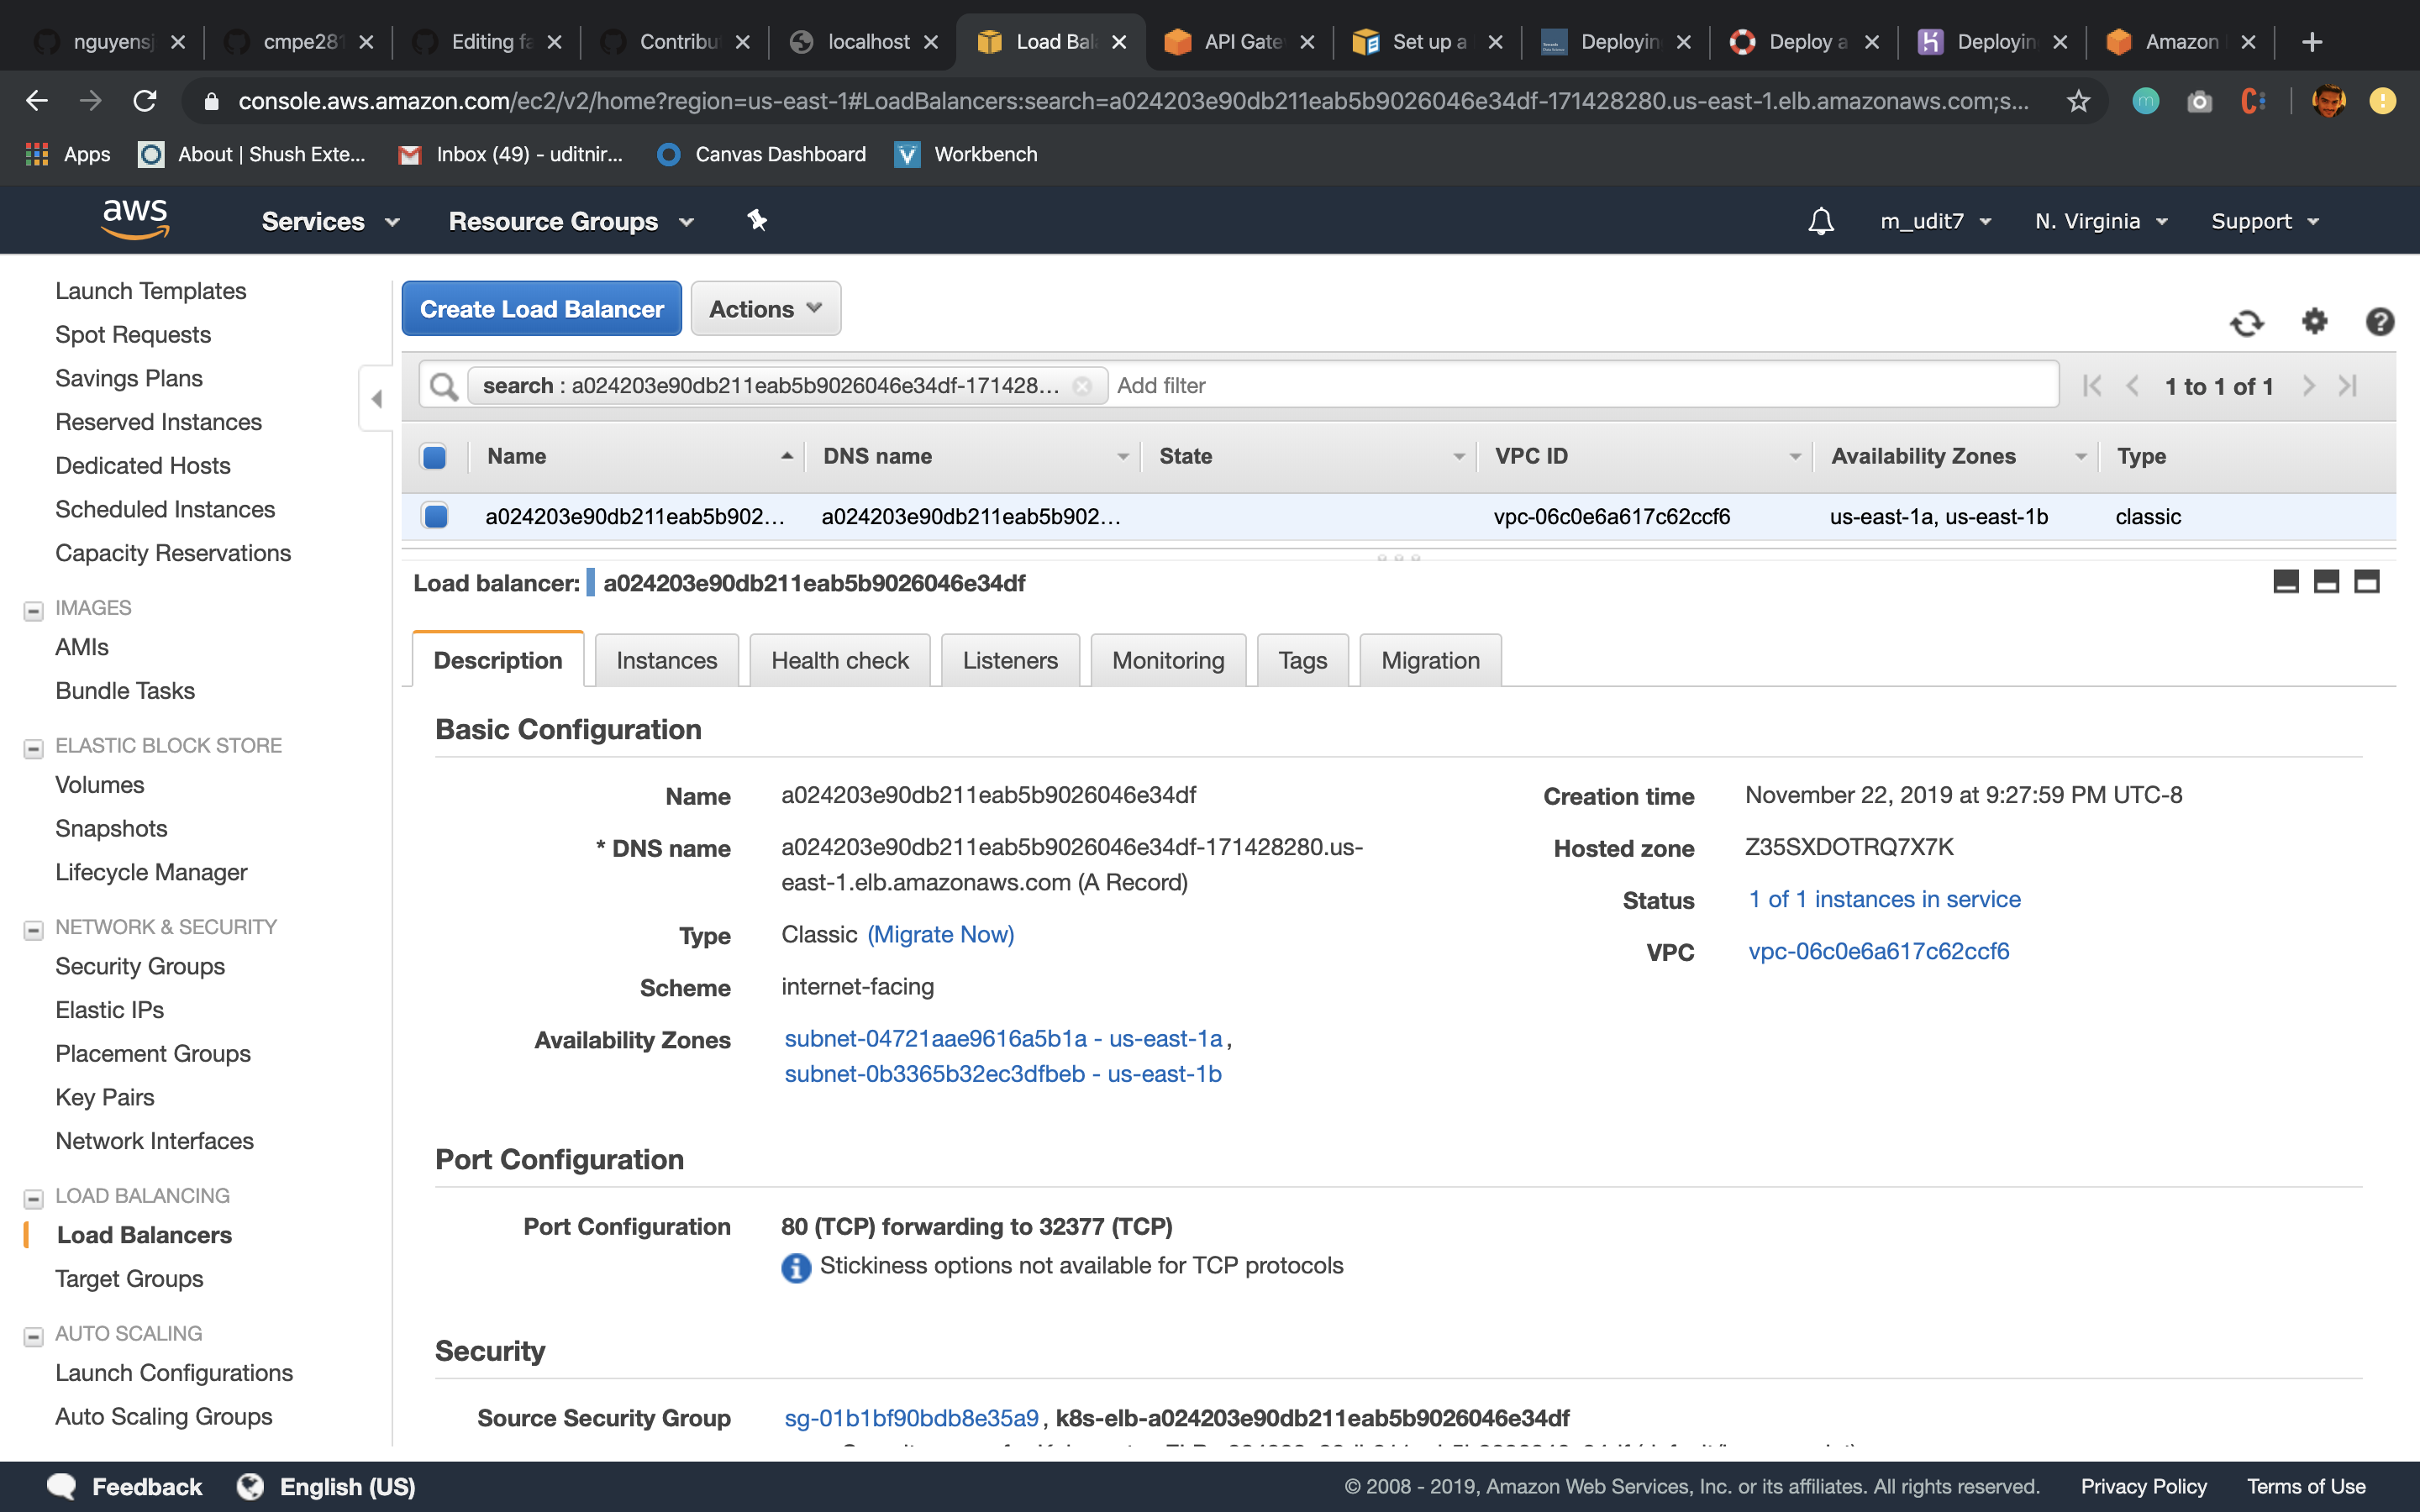 nguyensj cmpe281 Editing fa Contribut localhost Load Bal API Gate Set up a Deployin Deploy a Deployin Amazon
console.aws.amazon.com/ec2/v2/home?region=us-east-1#LoadBalancers:search=a024203e90db211eab5b9026046e34df-171428280.us-east-1.elb.amazonaws.com;s...
Apps About | Shush Exte... Inbox (49) - uditnir... Canvas Dashboard Workbench
aws Services Resource Groups m_udit7 N. Virginia Support
Launch Templates
Spot Requests
Savings Plans
Reserved Instances
Dedicated Hosts
Scheduled Instances
Capacity Reservations
IMAGES
AMIs
Bundle Tasks
ELASTIC BLOCK STORE
Volumes
Snapshots
Lifecycle Manager
NETWORK & SECURITY
Security Groups
Elastic IPs
Placement Groups
Key Pairs
Network Interfaces
LOAD BALANCING
Load Balancers
Target Groups
AUTO SCALING
Launch Configurations
Auto Scaling Groups
Create Load Balancer Actions
search : a024203e90db211eab5b9026046e34df-171428... Add filter 1 to 1 of 1
Name DNS name State VPC ID Availability Zones Type
a024203e90db211eab5b902... a024203e90db211eab5b902... vpc-06c0e6a617c62ccf6 us-east-1a, us-east-1b classic
Load balancer: a024203e90db211eab5b9026046e34df
Description Instances Health check Listeners Monitoring Tags Migration
Basic Configuration
Name a024203e90db211eab5b9026046e34df
* DNS name a024203e90db211eab5b9026046e34df-171428280.us-
east-1.elb.amazonaws.com (A Record)
Type Classic (Migrate Now)
Scheme internet-facing
Availability Zones subnet-04721aae9616a5b1a - us-east-1a,
subnet-0b3365b32ec3dfbeb - us-east-1b
Creation time November 22, 2019 at 9:27:59 PM UTC-8
Hosted zone Z35SXDOTRQ7X7K
Status 1 of 1 instances in service
VPC vpc-06c0e6a617c62ccf6
Port Configuration
Port Configuration 80 (TCP) forwarding to 32377 (TCP)
Stickiness options not available for TCP protocols
Security
Source Security Group sg-01b1bf90bdb8e35a9, k8s-elb-a024203e90db211eab5b9026046e34df
Feedback English (US) © 2008 - 2019, Amazon Web Services, Inc. or its affiliates. All rights reserved. Privacy Policy Terms of Use